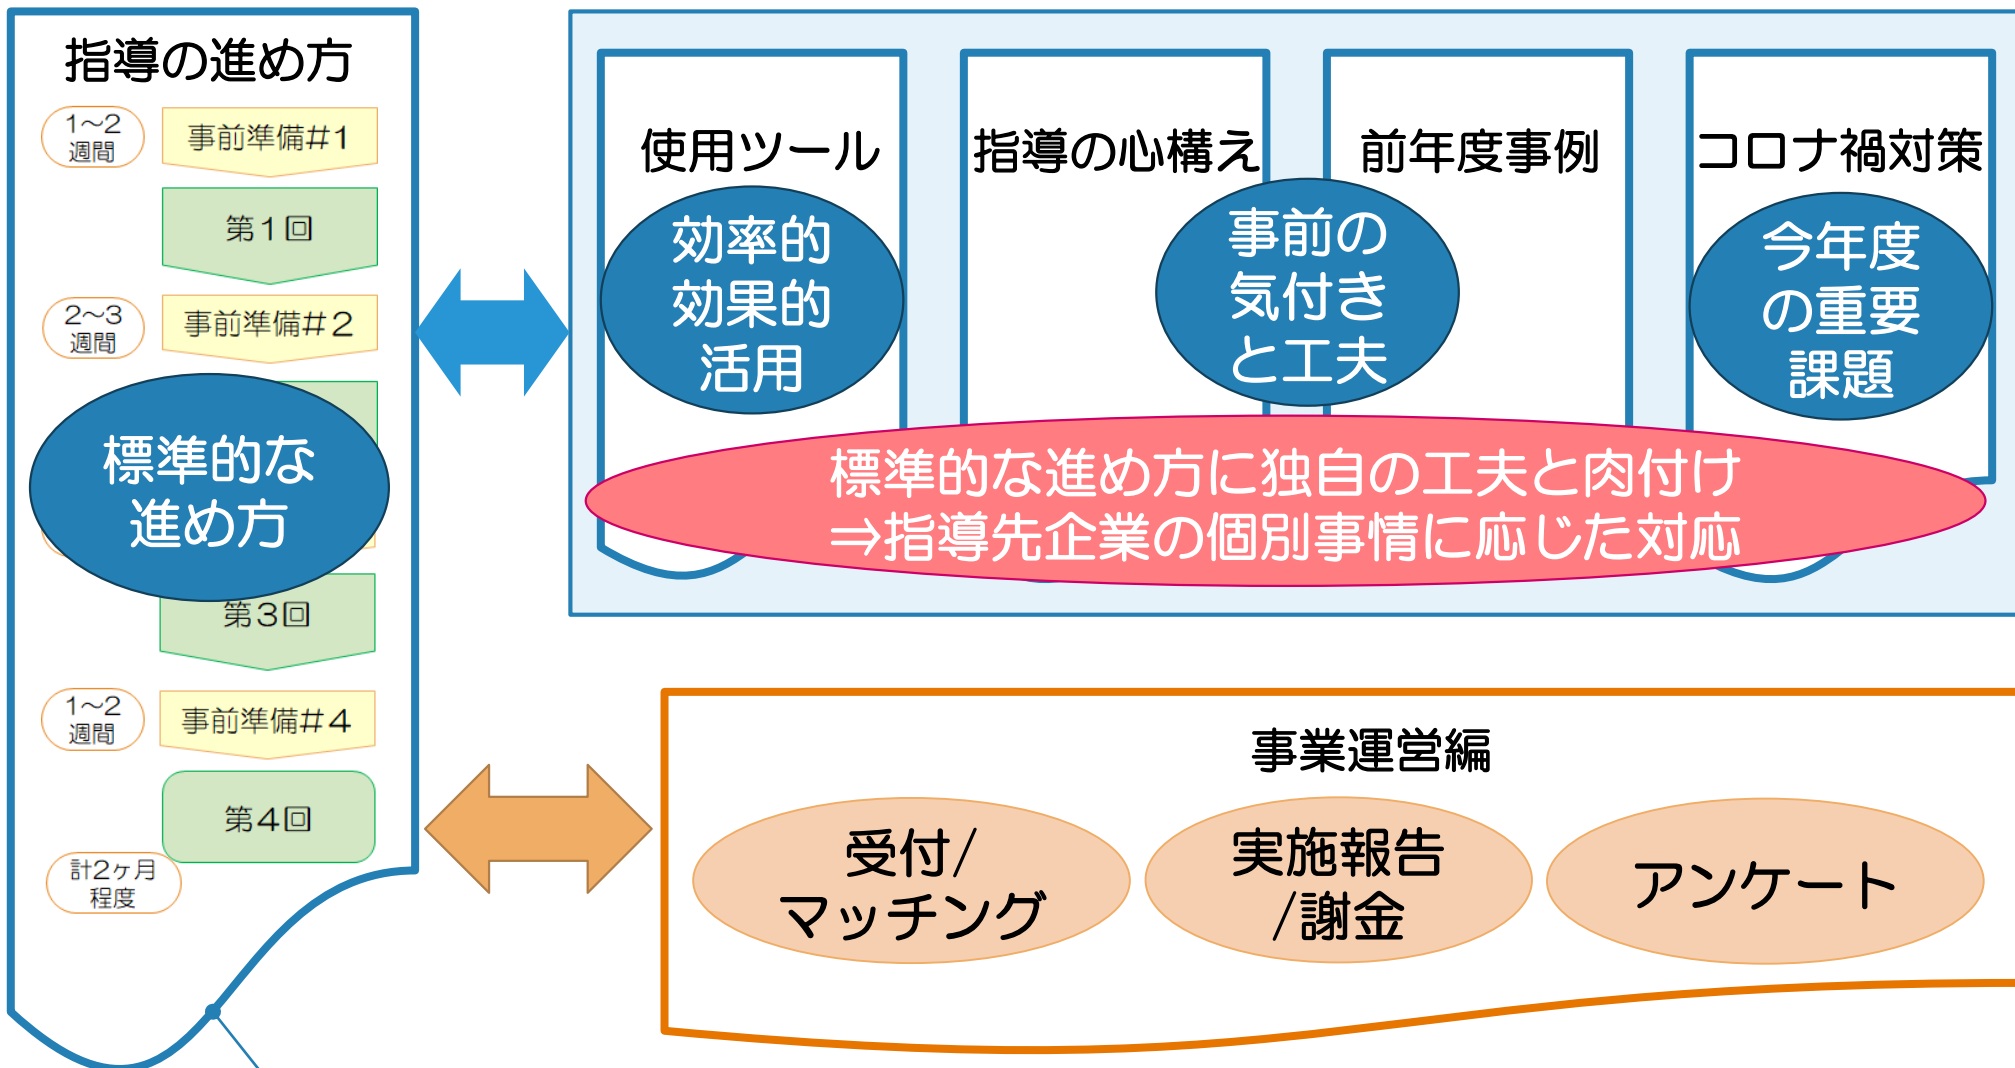 指導の進め方
1～2
週間
事前準備#1
第1回
2～3
週間
事前準備#2
標準的な
進め方
第3回
1～2
週間
事前準備#4
第4回
計2ヶ月
程度
使用ツール
効率的
効果的
活用
指導の心構え
前年度事例
事前の
気付き
と工夫
コロナ禍対策
今年度
の重要
課題
標準的な進め方に独自の工夫と肉付け
⇒指導先企業の個別事情に応じた対応
事業運営編
受付/
マッチング
実施報告
/謝金
アンケート